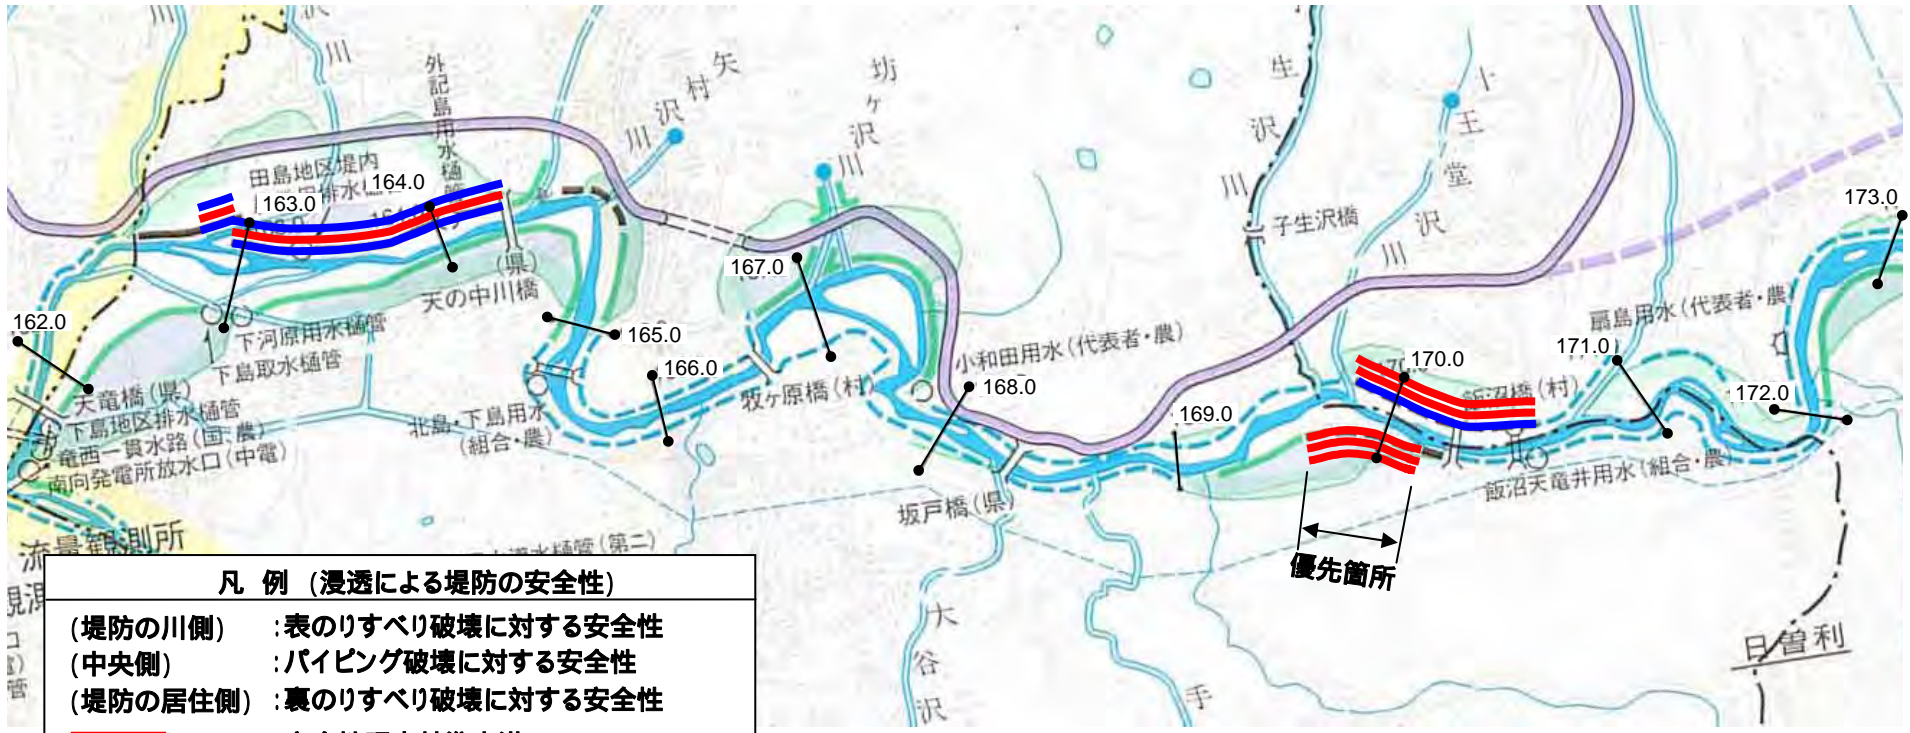 外記島用水樋管
矢村沢川
坊ヶ沢川
生沢川
十王堂沢川
田島地区堤内
164.0
163.0
162.0
天の中川橋
(県)
下河原用水樋管
下島取水樋管
天竜橋(県)
下島地区排水樋管
竜西一貫水路(国、農)
南向発電所放水口(中電)
流量観測所
165.0
166.0
北島・下島用水
(組合・農)
167.0
牧ヶ原橋(村)
小和田用水(代表者・農)
168.0
坂戸橋(県)
169.0
子生沢橋
170.0
飯沼橋(村)
171.0
扇島用水(代表者・農)
172.0
173.0
飯沼天竜井用水(組合・農)
優先箇所
日曽利
大谷沢
手
凡 例 (浸透による堤防の安全性)
(堤防の川側) :表のりすべり破壊に対する安全性
(中央側) :パイピング破壊に対する安全性
(堤防の居住側) :裏のりすべり破壊に対する安全性